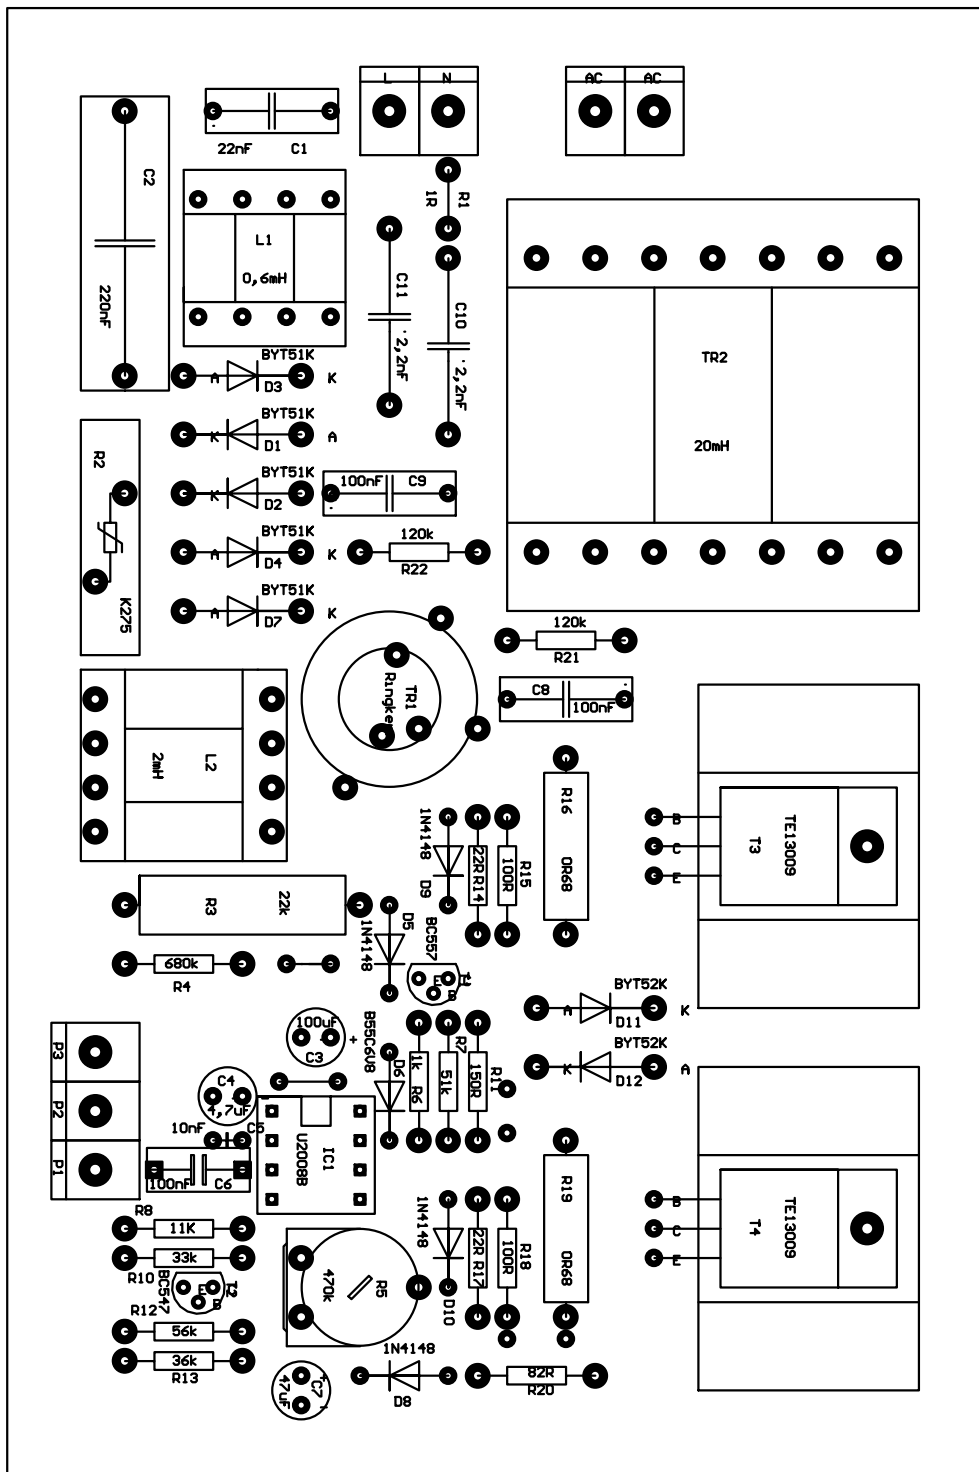 L
N
AC
AC
22nF
C1
C2
220nF
R1
1R
L1
0,6mH
C11
2,2nF
C10
2,2nF
TR2
20mH
BYT51K
A
K
D3
BYT51K
K
A
D1
BYT51K
K
D2
BYT51K
A
K
D4
BYT51K
A
K
D7
100nF
C9
120k
R22
R2
K275
120k
R21
TR1
Ringker
C8
100nF
L2
2mH
R16
0R68
B
C
E
TE13009
T3
1N4148
D9
22R
R14
R15
100R
R3
22k
D5
1N4148
BC557
E
B
T1
680k
R4
BYT52K
A
K
D11
BYT52K
K
A
D12
P3
P2
P1
100uF
C3
+
B55C6V8
D6
1k
R6
R7
51k
R11
150R
C4
4,7uF
10nF
C5
100nF
C6
IC1
U2008B
R19
0R68
B
C
E
TE13009
T4
R8
11K
33k
R10
BC547
E
B
T2
R12
56k
36k
R13
R5
470k
1N4148
D10
22R
R17
R18
100R
1N4148
D8
82R
R20
+
C7
47uF
-